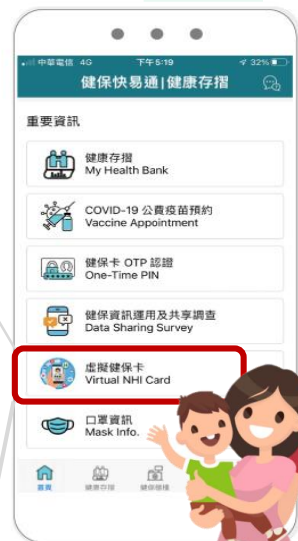 中華電信 4G 下午5:19 32%
健保快易通|健康存摺
重要資訊
健康存摺
My Health Bank
COVID-19 公費疫苗預約
Vaccine Appointment
健保卡 OTP 認證
One-Time PIN
健保資訊運用及共享調查
Data Sharing Survey
虛擬健保卡
Virtual NHI Card
口罩資訊
Mask Info.
首頁 健康存摺 健保櫃檯